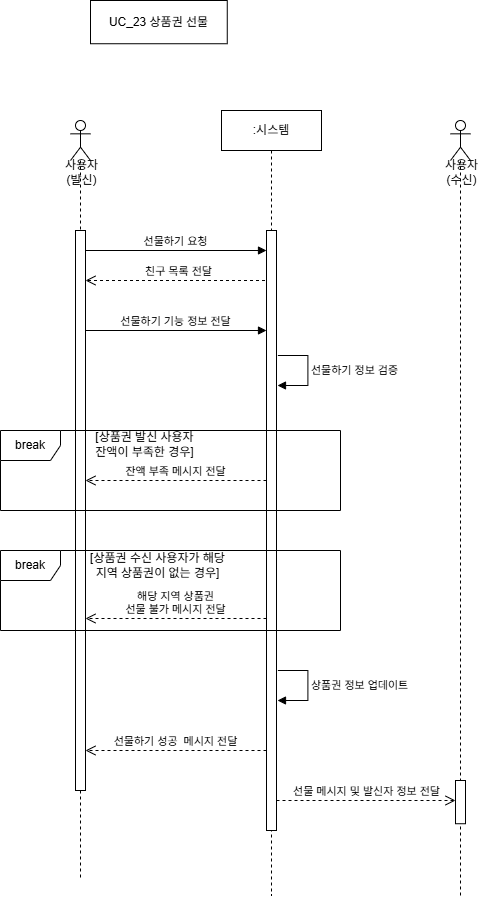 UC_23 상품권 선물
:시스템
사용자
(발신)
사용자
(수신)
선물하기 요청
친구 목록 전달
선물하기 기능 정보 전달
선물하기 정보 검증
break
[상품권 발신 사용자
잔액이 부족한 경우]
잔액 부족 메시지 전달
break
[상품권 수신 사용자가 해당
지역 상품권이 없는 경우]
해당 지역 상품권
선물 불가 메시지 전달
상품권 정보 업데이트
선물하기 성공 메시지 전달
선물 메시지 및 발신자 정보 전달